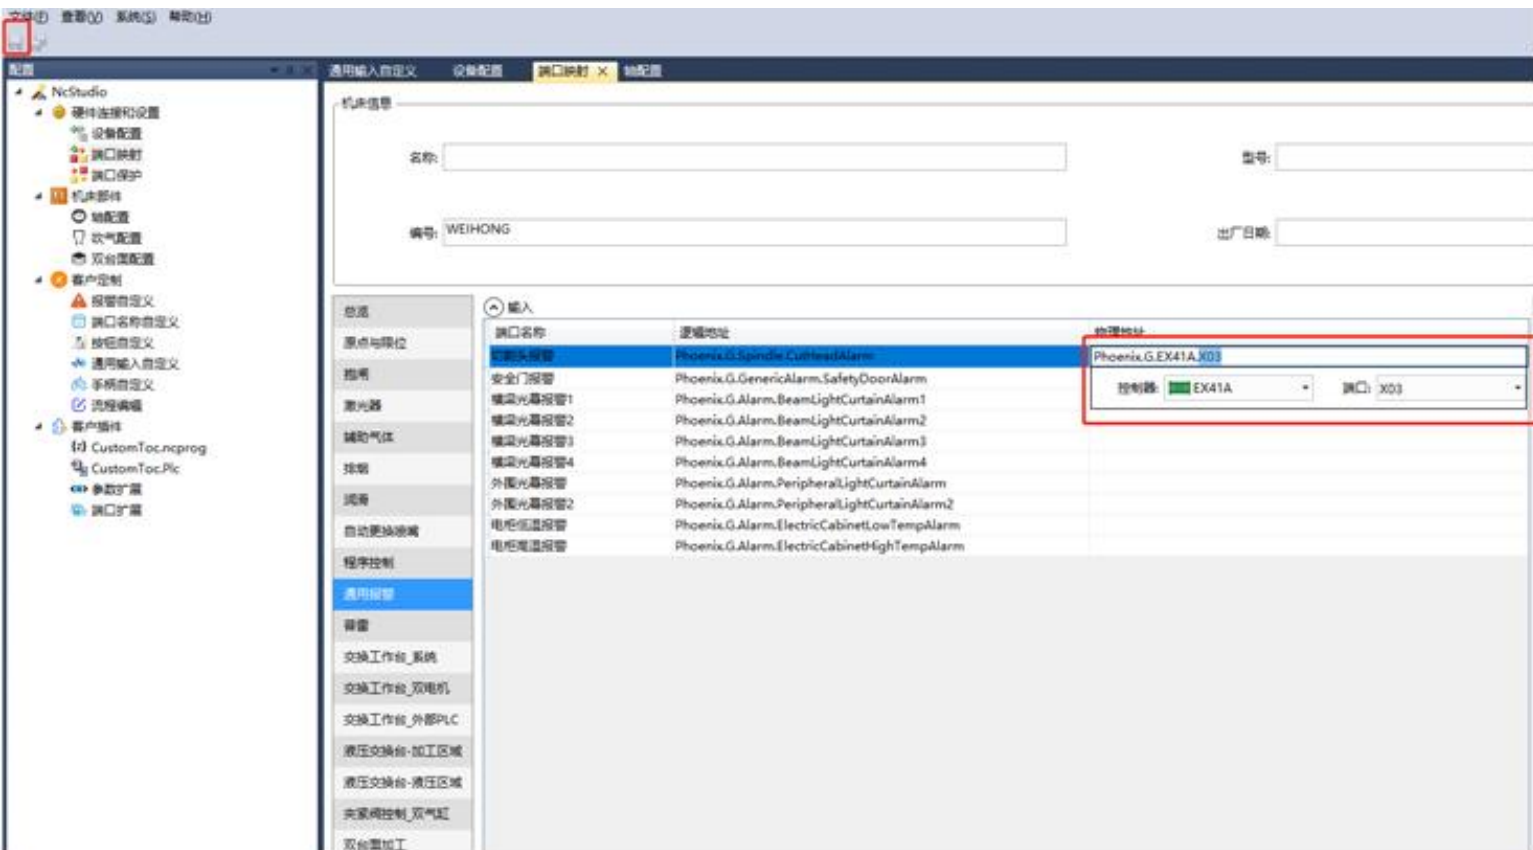 文件(F) 查看(V) 系统(S) 帮助(H)
配置
通用输入自定义 设备配置 端口映射 × 轴配置
NcStudio
硬件连接和设置
设备配置
端口映射
端口保护
机床部件
轴配置
吹气配置
双台面配置
客户定制
报警自定义
端口名称自定义
按钮自定义
通用输入自定义
手柄自定义
流程编辑
客户插件
CustomToc.ncprog
CustomToc.Plc
参数扩展
端口扩展
机床信息
名称:
型号:
编号: WEIHONG
出厂日期:
总览
原点与限位
抱闸
激光器
辅助气体
排烟
润滑
自动更换喷嘴
程序控制
通用报警
容雷
交换工作台_系统
交换工作台_双电机
交换工作台_外部PLC
液压交换台-加工区域
液压交换台-液压区域
夹紧阀控制_双气缸
双台面加工
输入
端口名称 逻辑地址 物理地址
切割头报警 Phoenix.G.Spindle.CutHeadAlarm Phoenix.G.EX41A.X03
控制器: EX41A 端口: X03
安全门报警 Phoenix.G.GenericAlarm.SafetyDoorAlarm
横梁光幕报警1 Phoenix.G.Alarm.BeamLightCurtainAlarm1
横梁光幕报警2 Phoenix.G.Alarm.BeamLightCurtainAlarm2
横梁光幕报警3 Phoenix.G.Alarm.BeamLightCurtainAlarm3
横梁光幕报警4 Phoenix.G.Alarm.BeamLightCurtainAlarm4
外围光幕报警 Phoenix.G.Alarm.PeripheralLightCurtainAlarm
外围光幕报警2 Phoenix.G.Alarm.PeripheralLightCurtainAlarm2
电柜低温报警 Phoenix.G.Alarm.ElectricCabinetLowTempAlarm
电柜高温报警 Phoenix.G.Alarm.ElectricCabinetHighTempAlarm